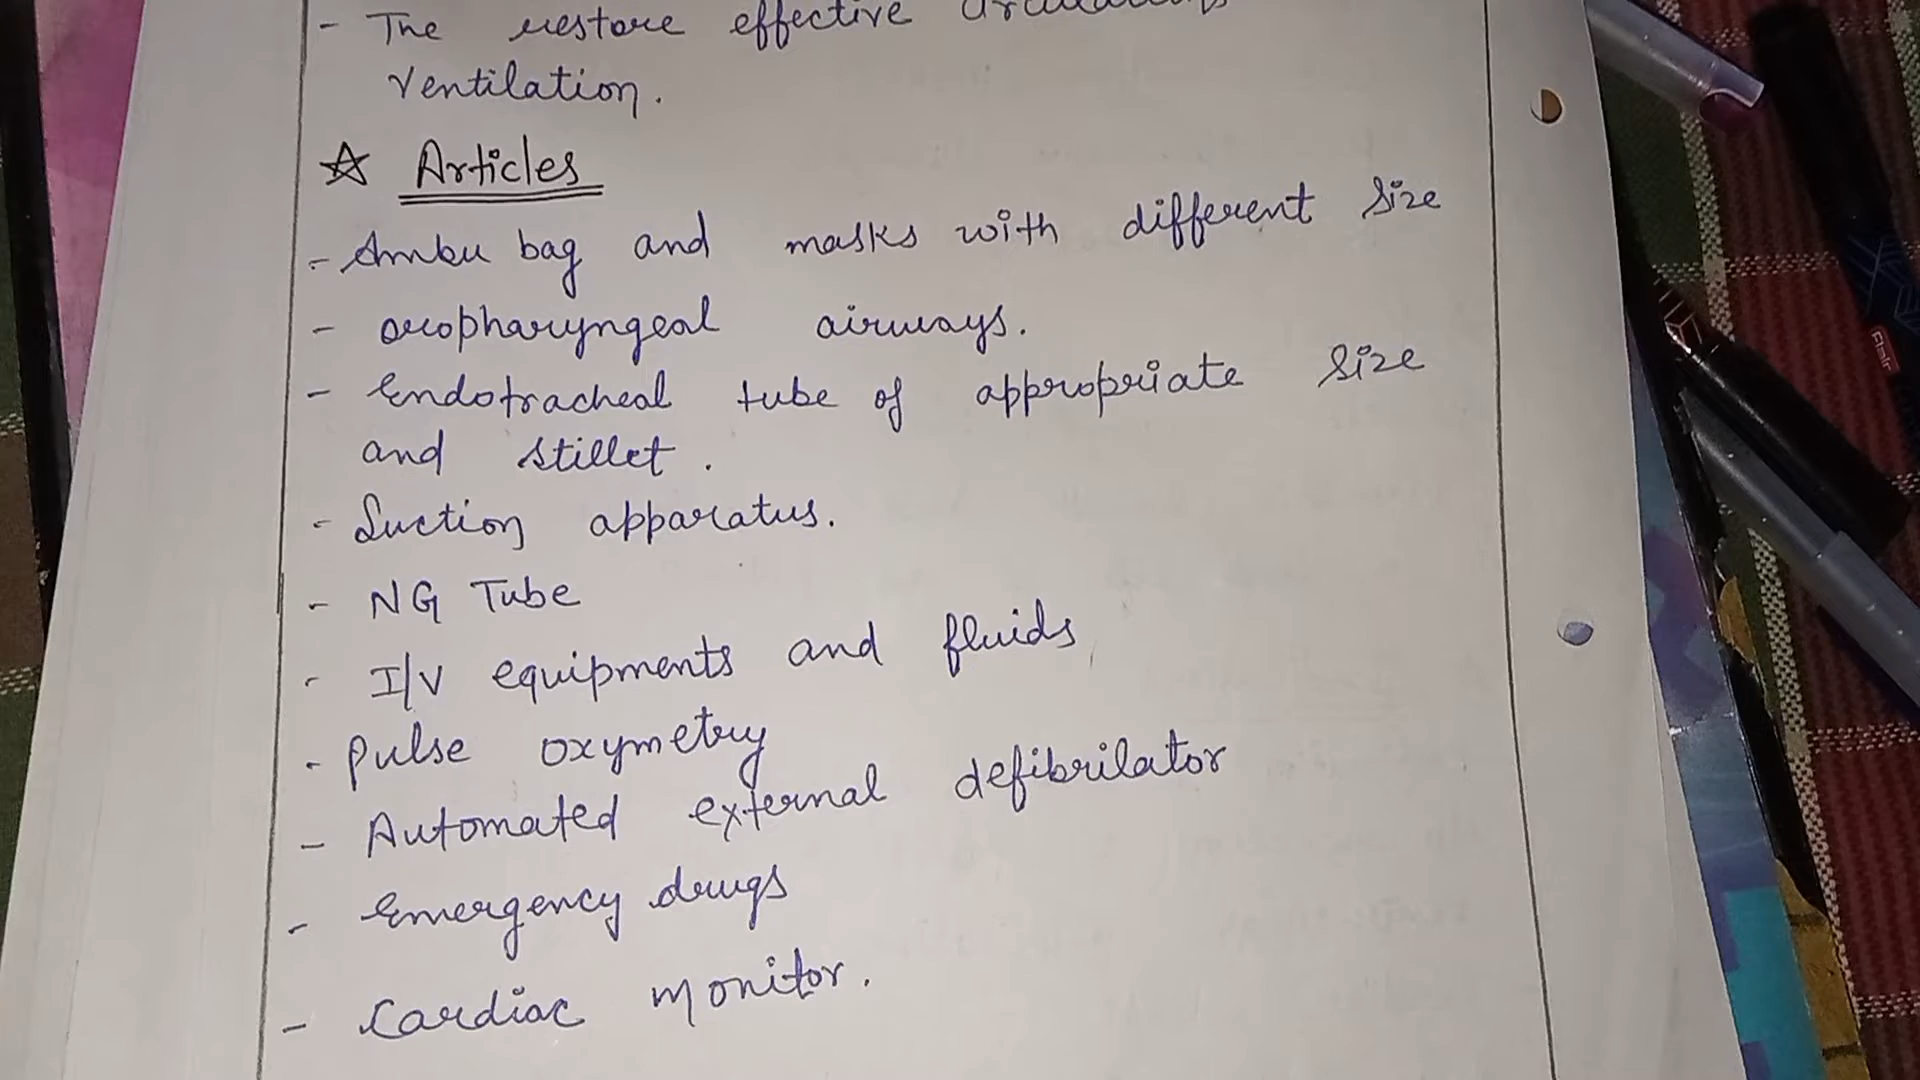 - The restore effective
ventilation.
☆ Articles
- Ambu bag and masks with different size
- oropharyngeal airways.
- Endotracheal tube of appropriate size
and stillet.
- Suction apparatus.
- NG Tube
- I/V equipments and fluids
- Pulse oxymetry
- Automated external defibrilator
- Emergency drugs
- Cardiac monitor.
Flair